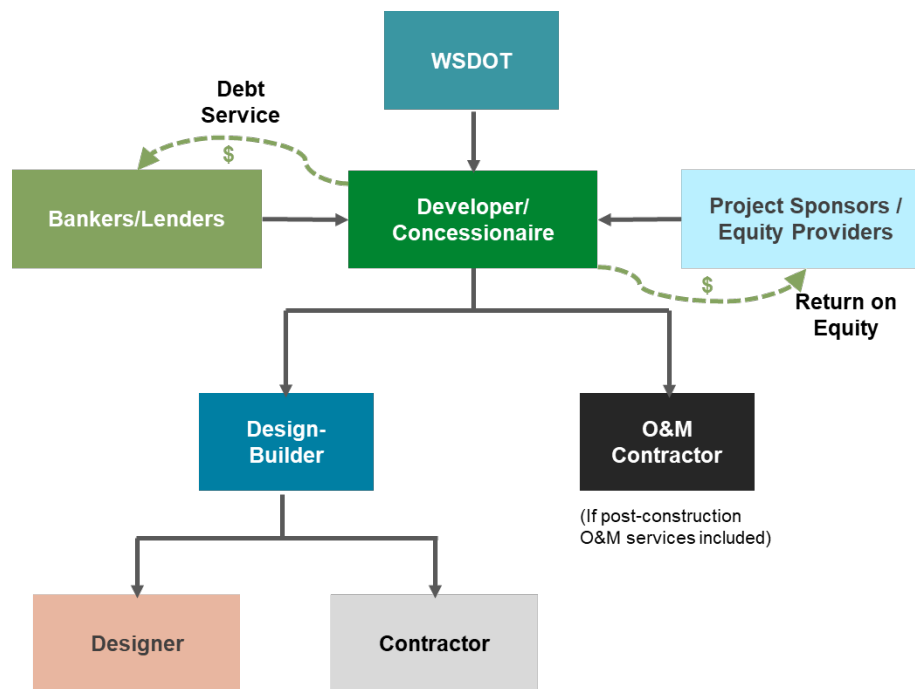 WSDOT
Debt
Service
$
Bankers/Lenders
Developer/
Concessionaire
Project Sponsors /
Equity Providers
$
Return on
Equity
Design-
Builder
O&M
Contractor
(If post-construction
O&M services included)
Designer
Contractor